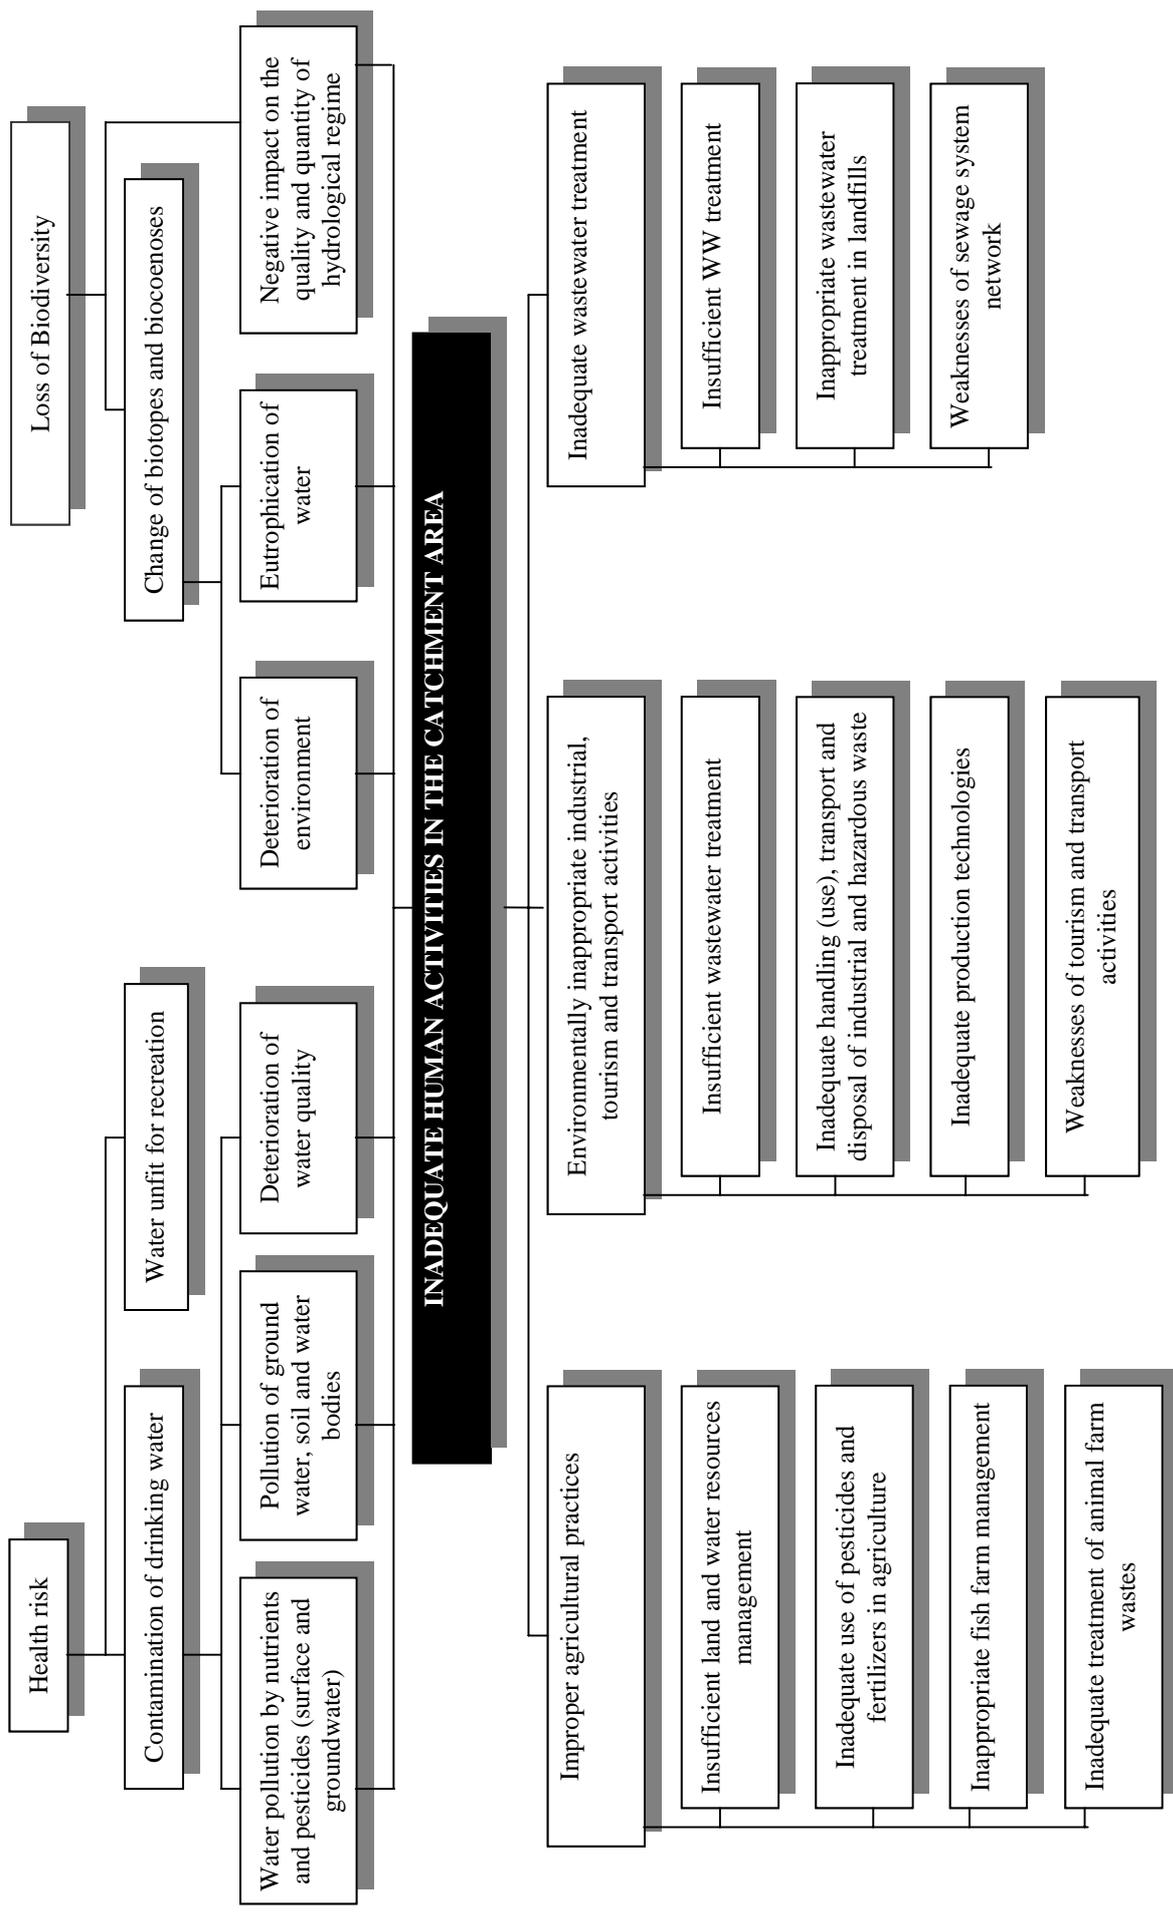 Health risk
Loss of Biodiversity
Contamination of drinking water
Water unfit for recreation
Change of biotopes and biocoenoses
Water pollution by nutrients
and pesticides (surface and
groundwater)
Pollution of ground
water, soil and water
bodies
Deterioration of
water quality
Deterioration of
environment
Eutrophication of
water
Negative impact on the
quality and quantity of
hydrological regime
INADEQUATE HUMAN ACTIVITIES IN THE CATCHMENT AREA
Improper agricultural practices
Insufficient land and water resources
management
Inadequate use of pesticides and
fertilizers in agriculture
Inappropriate fish farm management
Inadequate treatment of animal farm
wastes
Environmentally inappropriate industrial,
tourism and transport activities
Insufficient wastewater treatment
Inadequate handling (use), transport and
disposal of industrial and hazardous waste
Inadequate production technologies
Weaknesses of tourism and transport
activities
Inadequate wastewater treatment
Insufficient WW treatment
Inappropriate wastewater
treatment in landfills
Weaknesses of sewage system
network